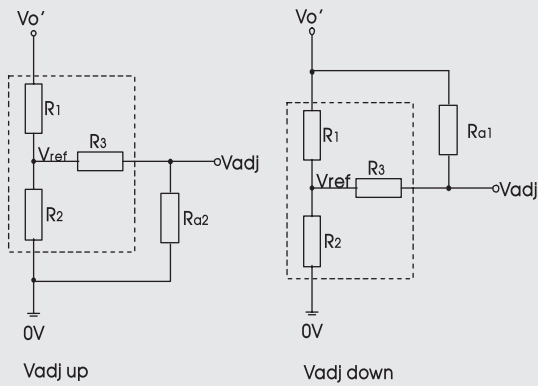 Vo'
R1
R3
Vref
Vadj
R2
Ra2
0V
Vadj up
Vo'
R1
Ra1
R3
Vref
Vadj
R2
0V
Vadj down